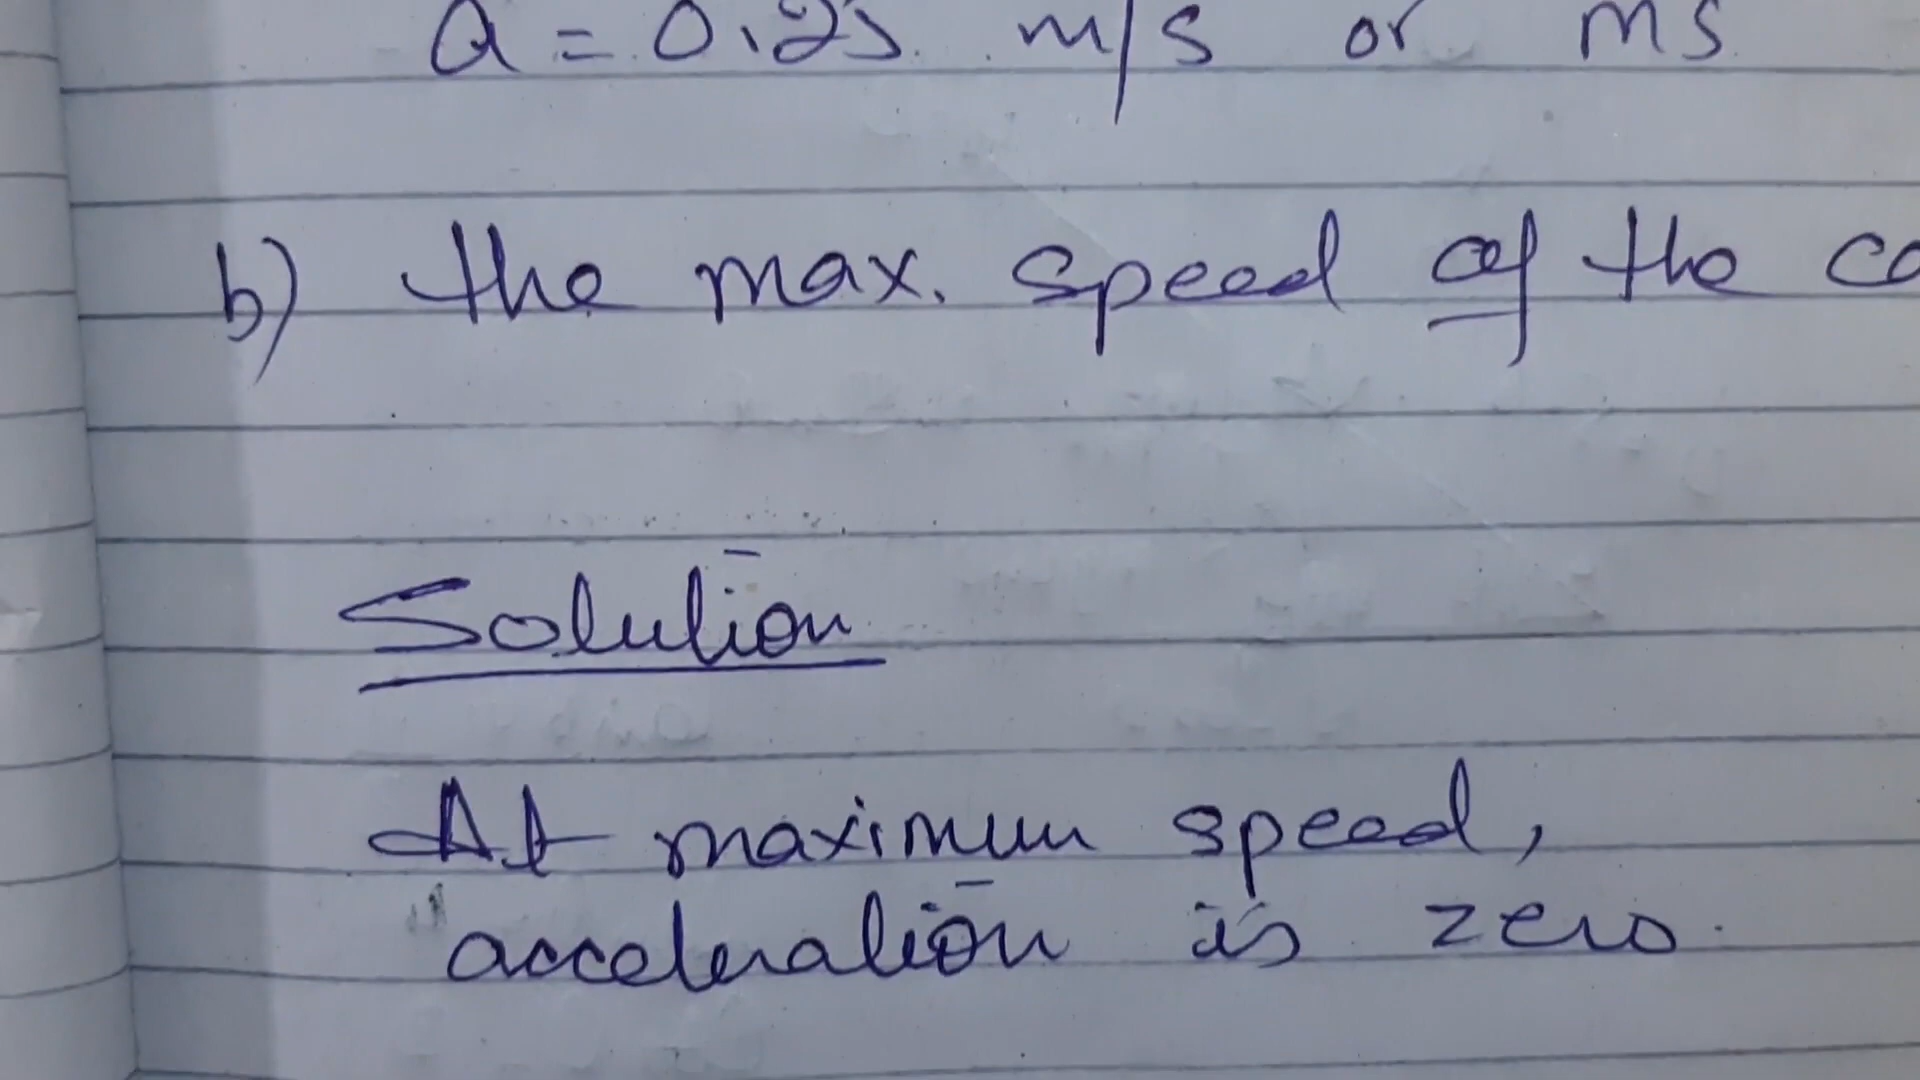 a = 0.25 m/s or ms
b) the max. speed of the
Solution
At maximum speed,
acceleration is zero.